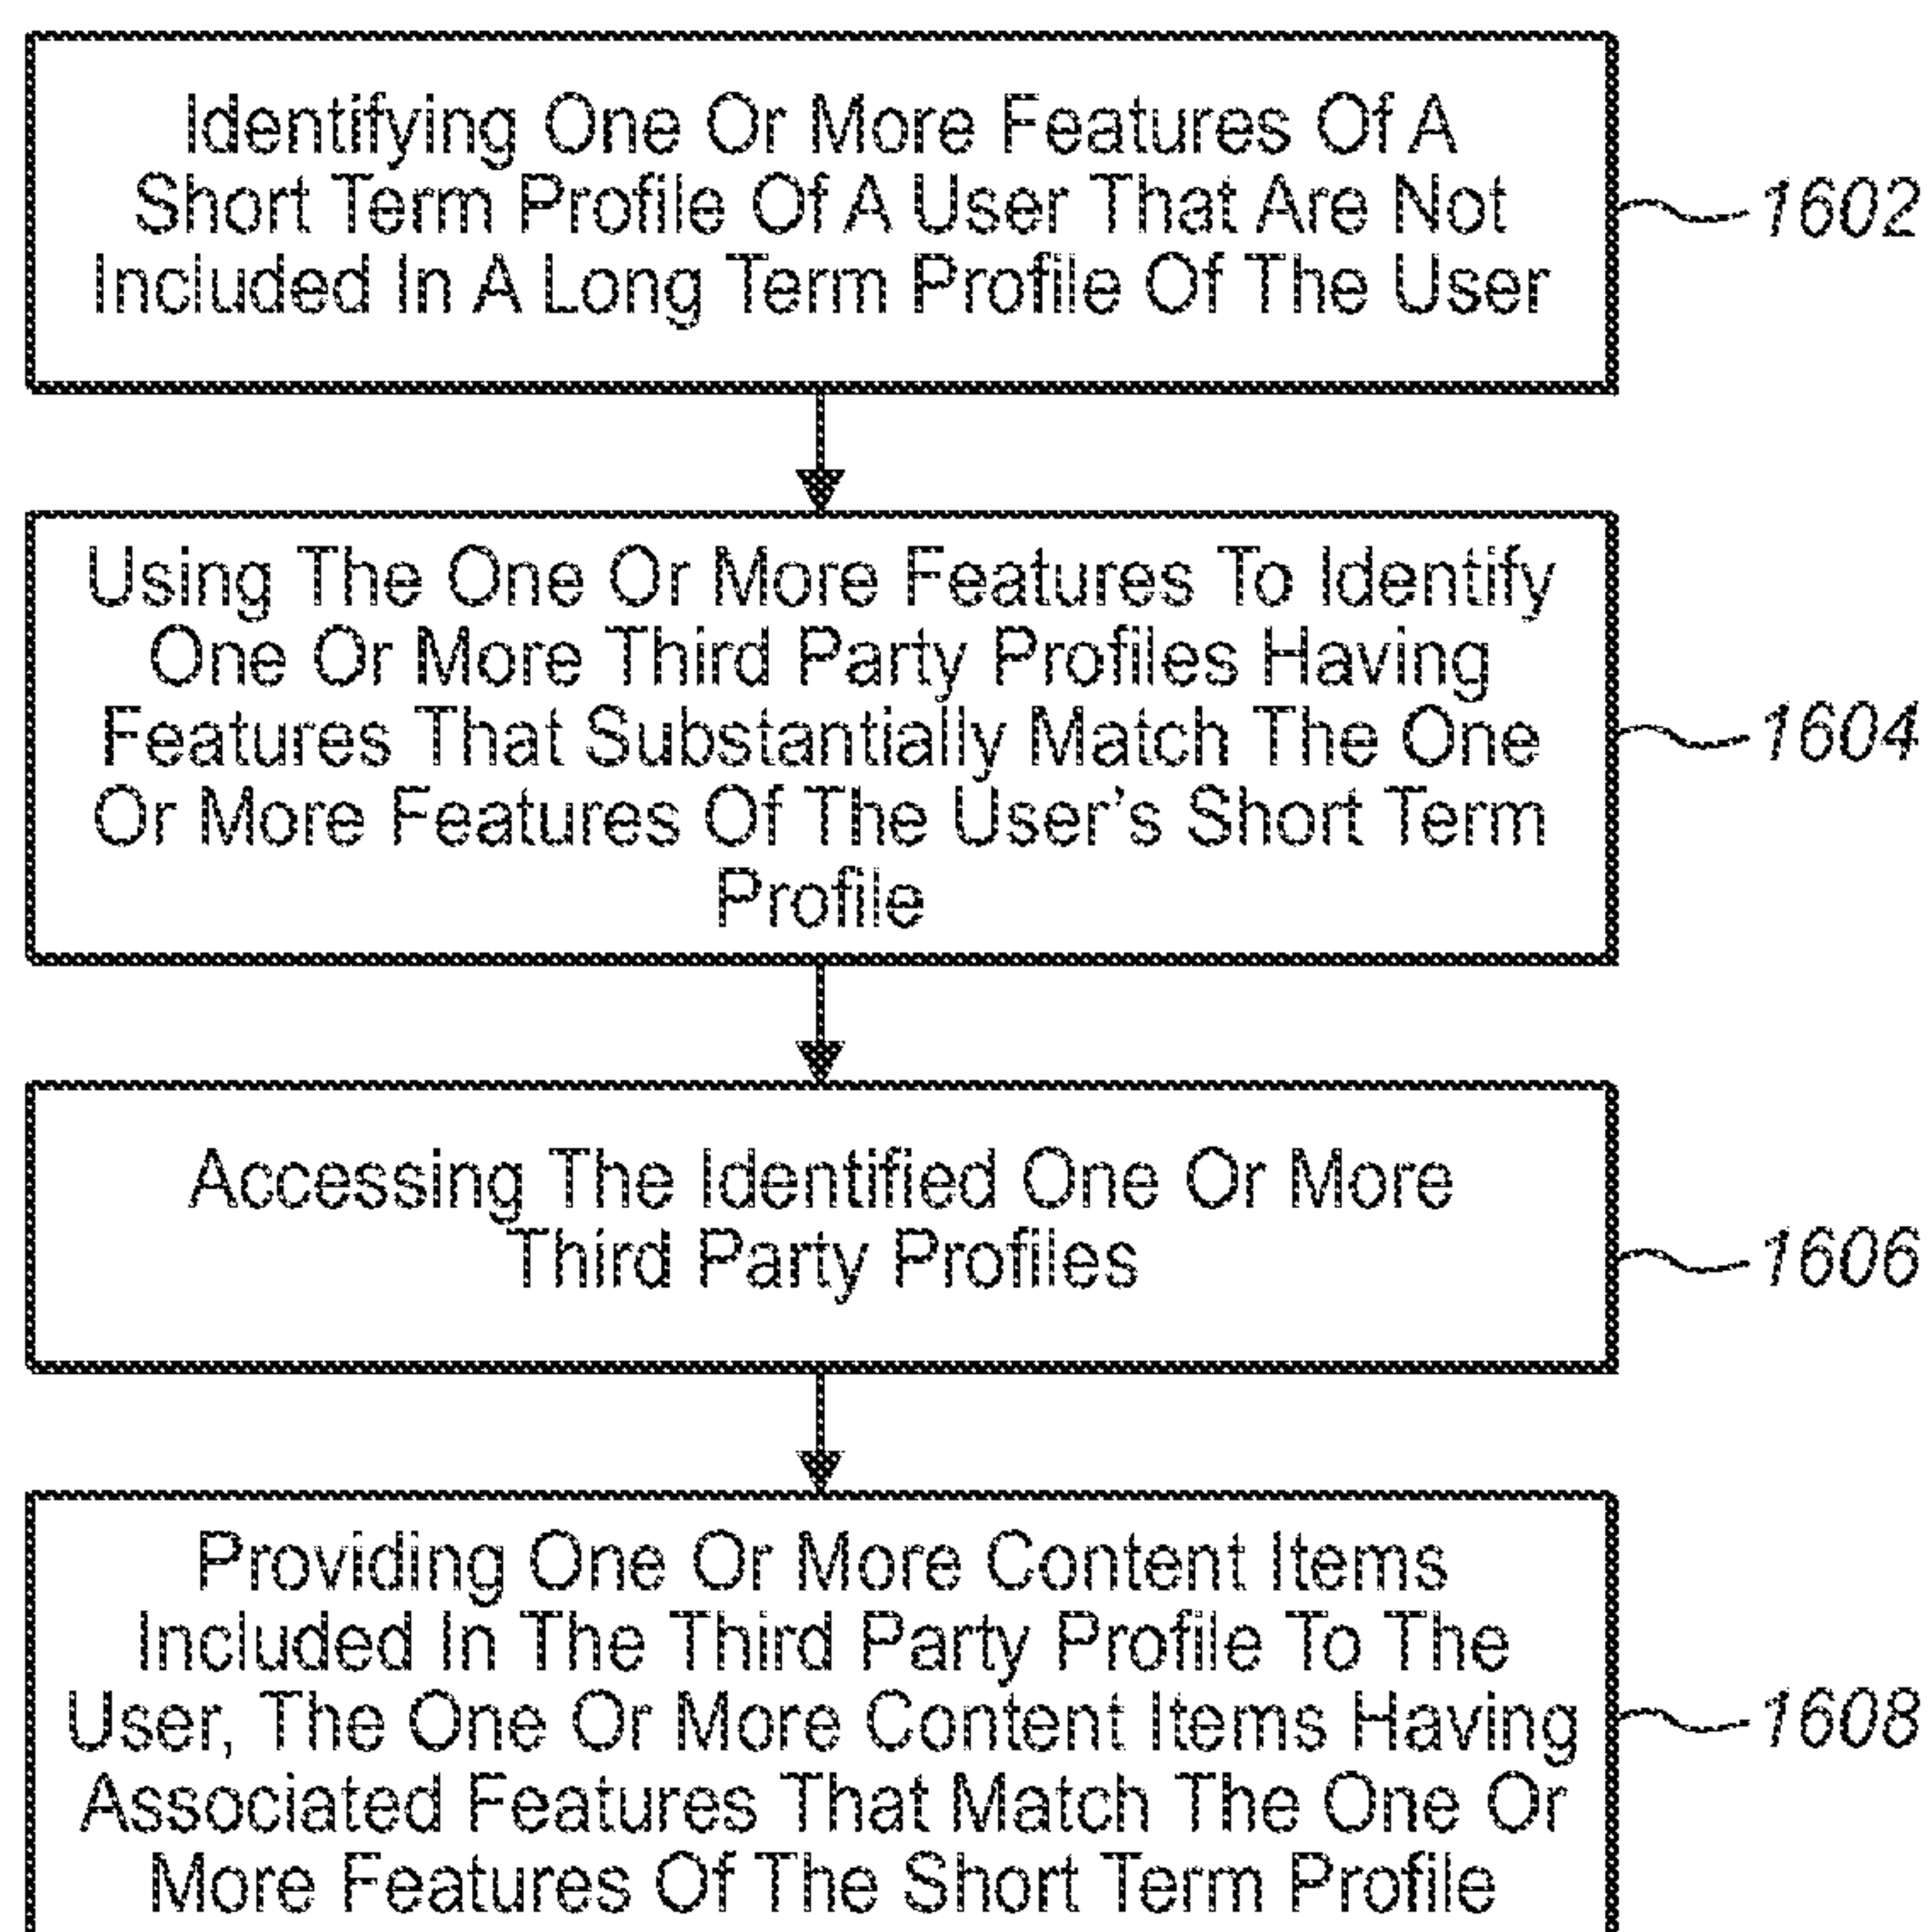 Identifying One Or More Features Of A
Short Term Profile Of A User That Are Not
Included In A Long Term Profile Of The User
1602
Using The One Or More Features To Identify
One Or More Third Party Profiles Having
Features That Substantially Match The One
Or More Features Of The User's Short Term
Profile
1604
Accessing The Identified One Or More
Third Party Profiles
1606
Providing One Or More Content Items
Included In The Third Party Profile To The
User, The One Or More Content Items Having
Associated Features That Match The One Or
More Features Of The Short Term Profile
1608